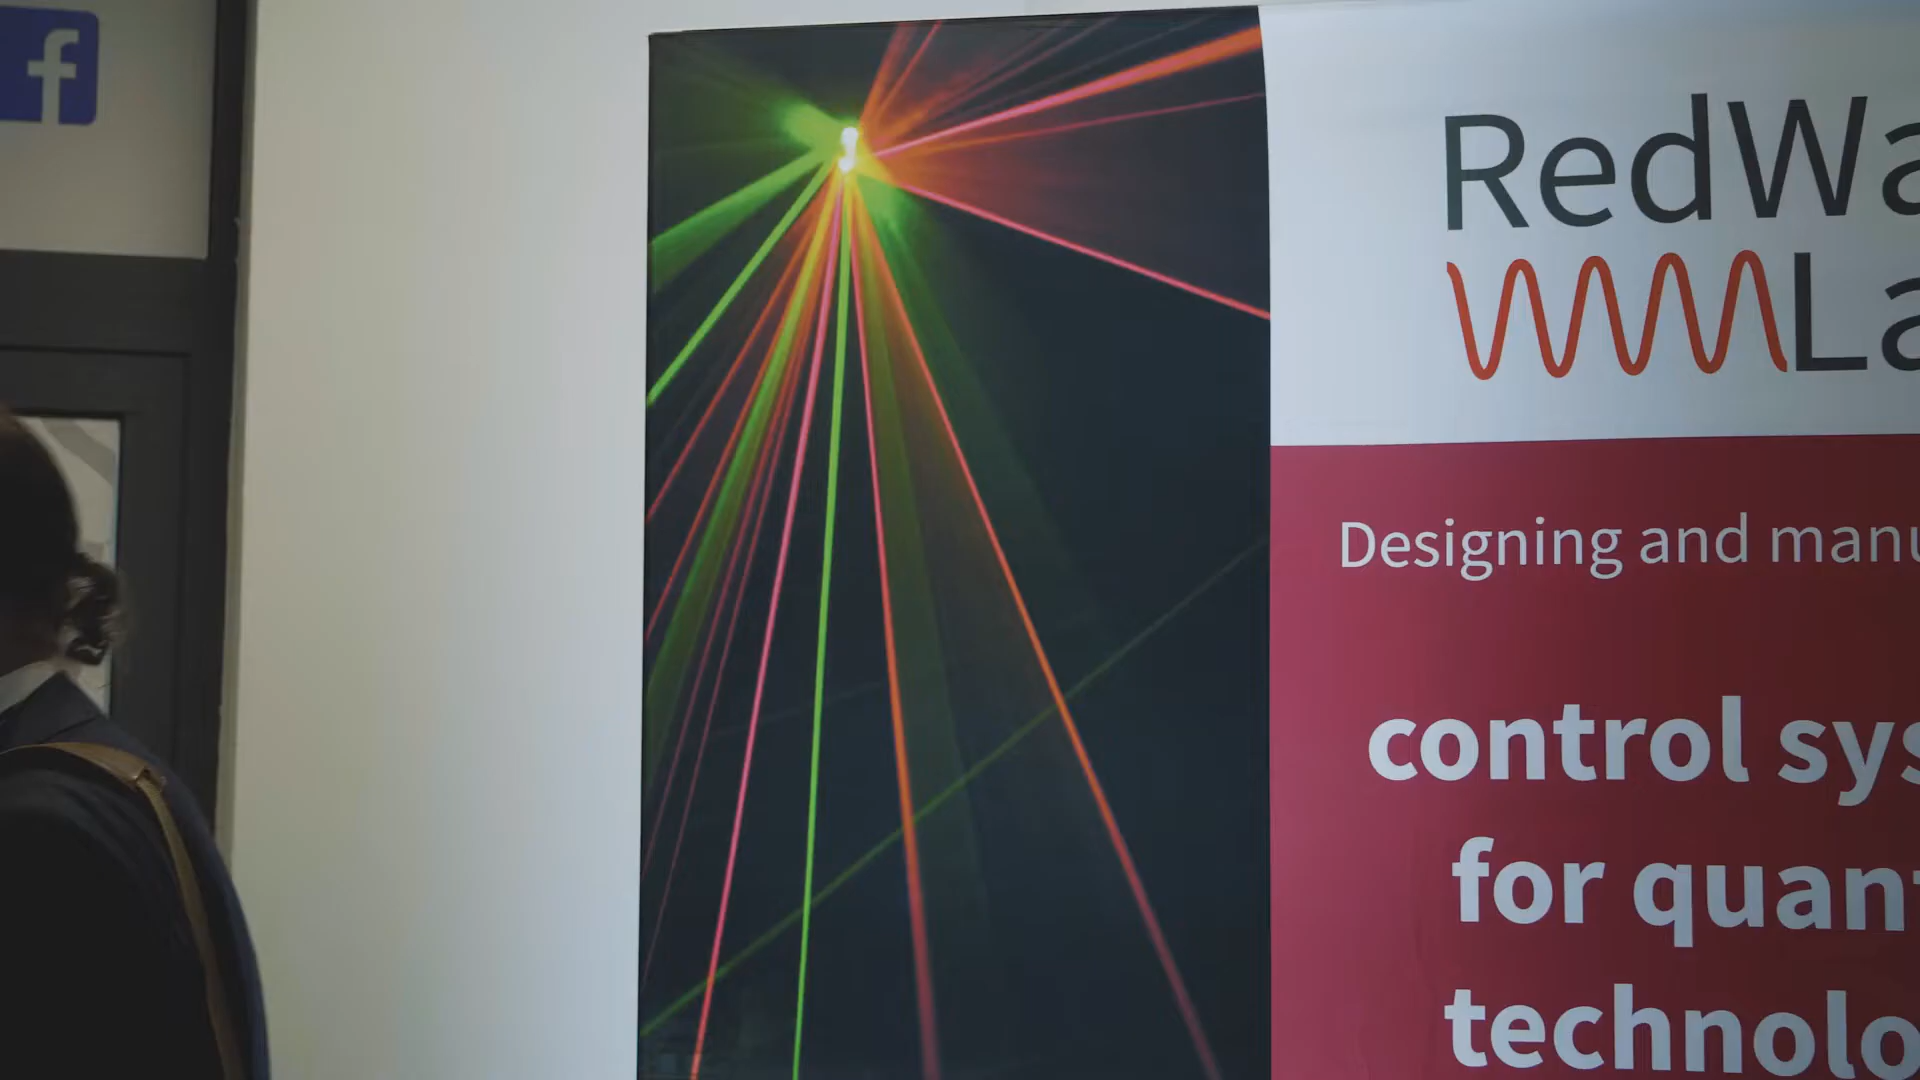 RedWa
La
Designing and manu
control sys
for quant
technolo